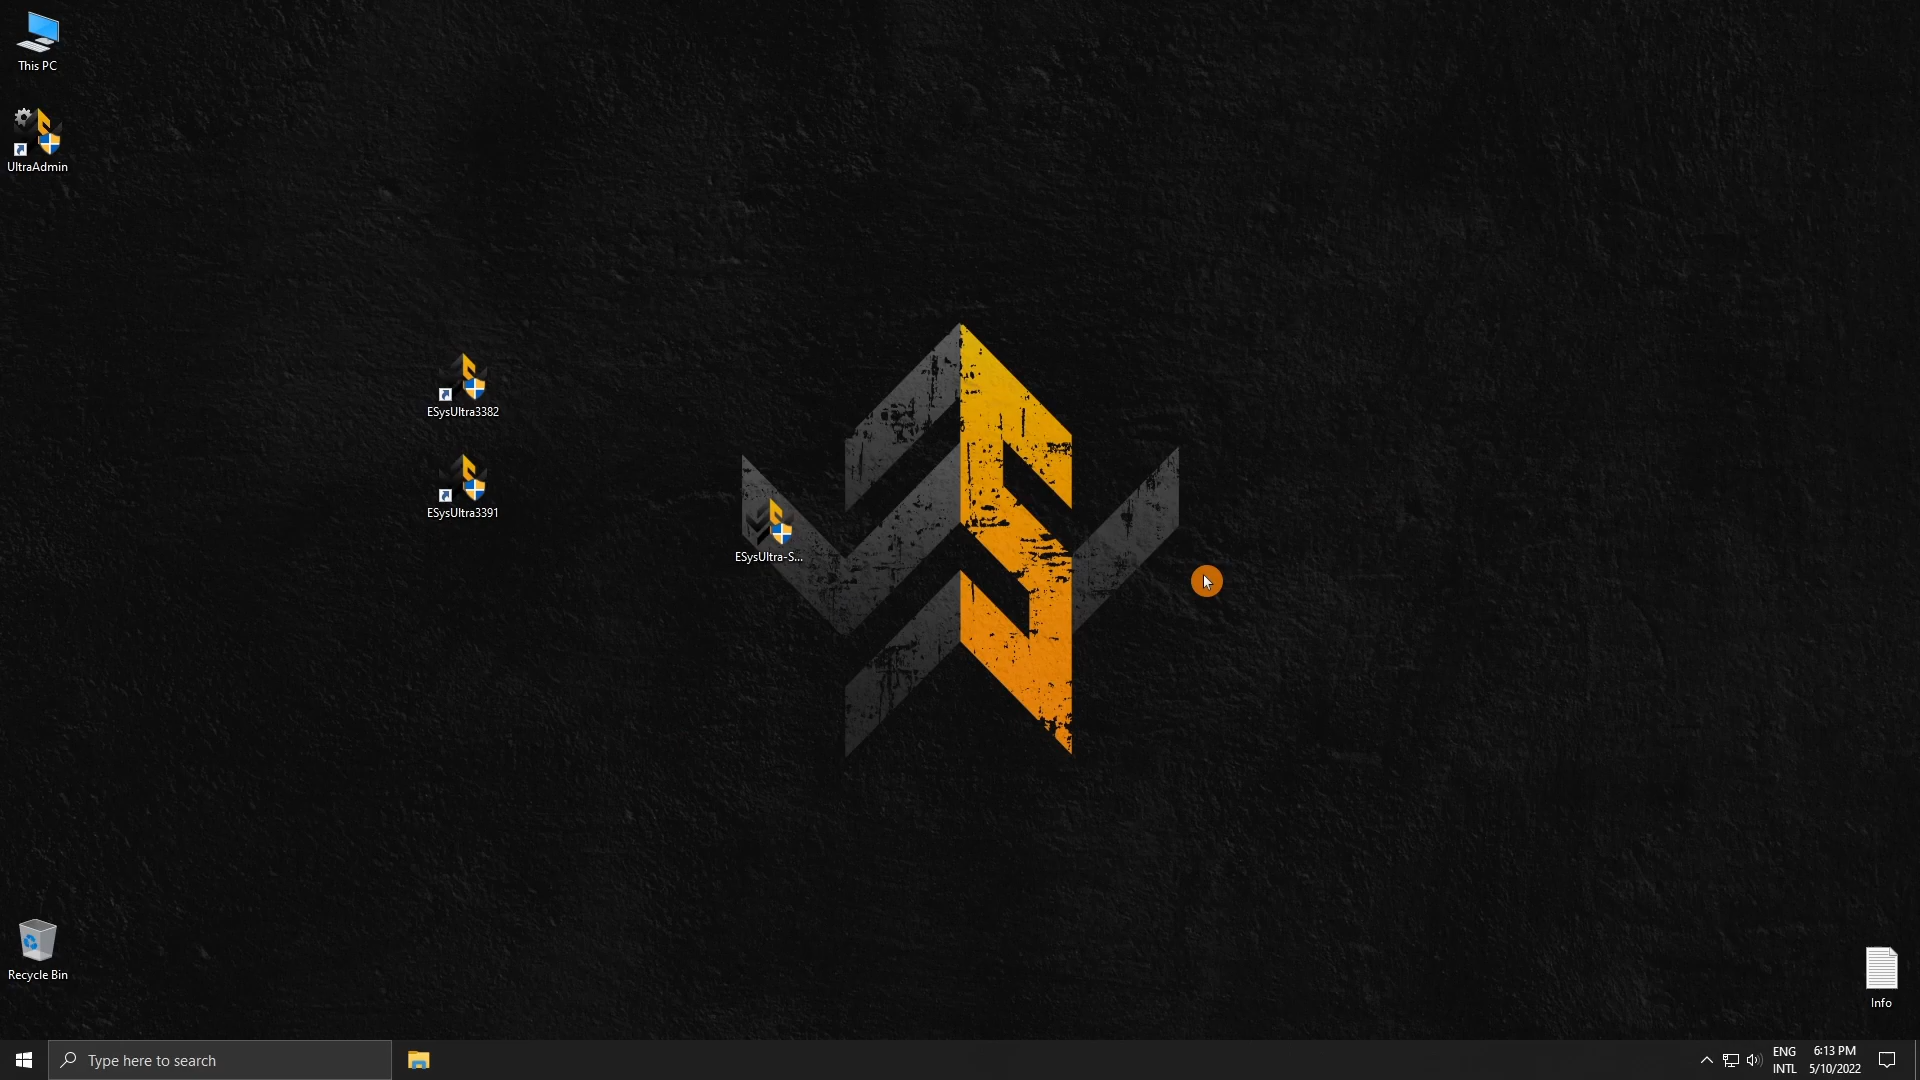 This PC
UltraAdmin
ESysUltra3382
ESysUltra3391
ESysUltra-S...
Recycle Bin
Info
Type here to search
ENG
INTL
6:13 PM
5/10/2022